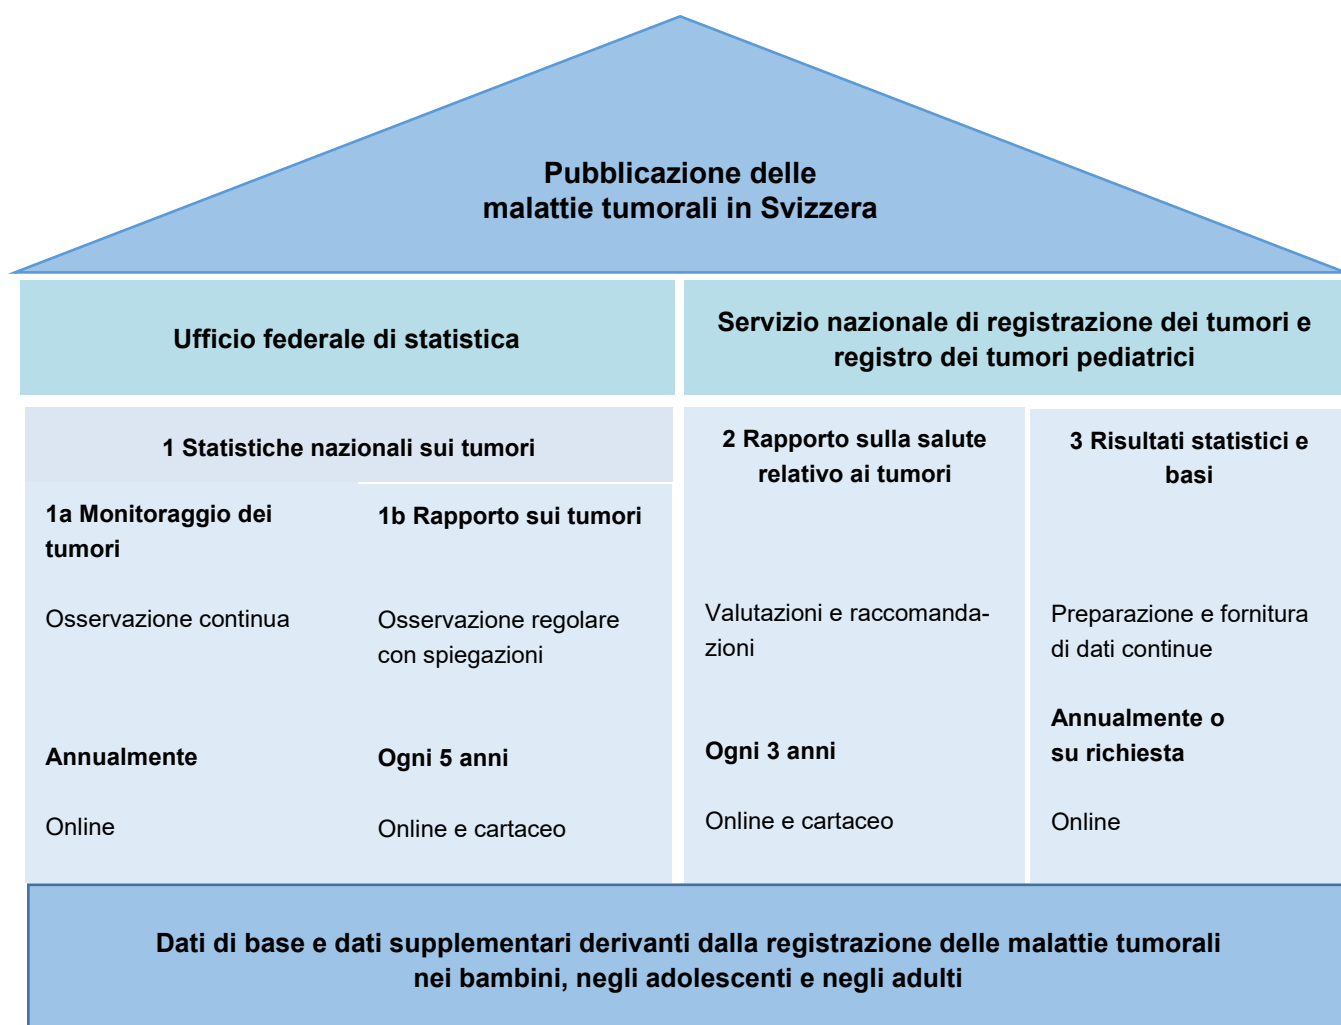 Pubblicazione delle
malattie tumorali in Svizzera
Ufficio federale di statistica
Servizio nazionale di registrazione dei tumori e
registro dei tumori pediatrici
1 Statistiche nazionali sui tumori
1a Monitoraggio dei
tumori
Osservazione continua
Annualmente
Online
1b Rapporto sui tumori
Osservazione regolare
con spiegazioni
Ogni 5 anni
Online e cartaceo
2 Rapporto sulla salute
relativo ai tumori
Valutazioni e raccomanda-
zioni
Ogni 3 anni
Online e cartaceo
3 Risultati statistici e
basi
Preparazione e fornitura
di dati continue
Annualmente o
su richiesta
Online
Dati di base e dati supplementari derivanti dalla registrazione delle malattie tumorali
nei bambini, negli adolescenti e negli adulti